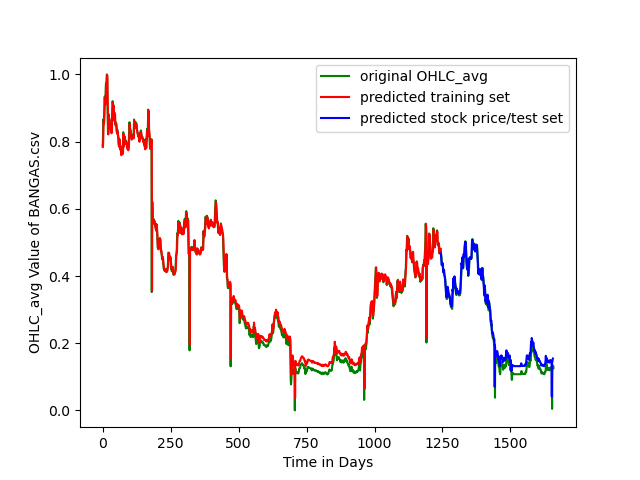 original OHLC_avg
predicted training set
predicted stock price/test set
OHLC_avg Value of BANGAS.csv
1.0
0.8
0.6
0.4
0.2
0.0
0 250 500 750 1000 1250 1500
Time in Days